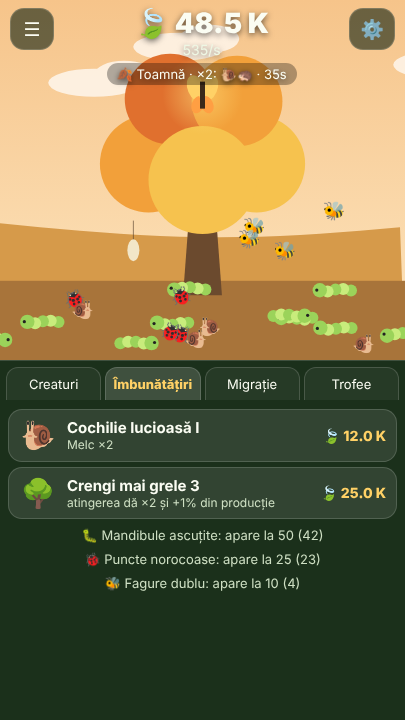 48.5 K
535/s
Toamnă · ×2: · 35s
Creaturi
Îmbunătățiri
Migrație
Trofee
Cochilie lucioasă I
Melc ×2
12.0 K
Crengi mai grele 3
atingerea dă ×2 și +1% din producție
25.0 K
Mandibule ascuțite: apare la 50 (42)
Puncte norocoase: apare la 25 (23)
Fagure dublu: apare la 10 (4)